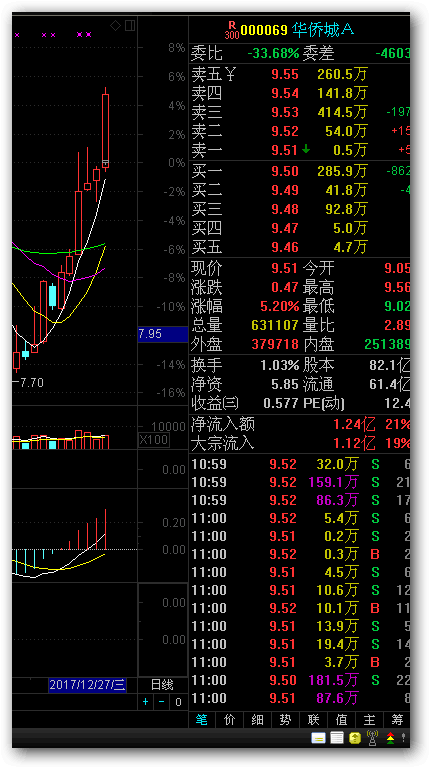 R
300 000069 华侨城A
委比 -33.68% 委差 -4603
卖五￥ 9.55 260.5万
卖四 9.54 141.8万
卖三 9.53 414.5万 -197
卖二 9.52 54.0万 +15
卖一 9.51 0.5万 +5
买一 9.50 285.9万 -862
买二 9.49 41.8万 -4
买三 9.48 92.8万
买四 9.47 5.0万
买五 9.46 4.7万
现价 9.51 今开 9.05
涨跌 0.47 最高 9.56
涨幅 5.20% 最低 9.02
总量 631107 量比 2.89
外盘 379718 内盘 251389
换手 1.03% 股本 82.1亿
净资 5.85 流通 61.4亿
收益㈢ 0.577 PE(动) 12.4
净流入额 1.24亿 21%
大宗流入 1.12亿 19%
10:59 9.52 32.0万 S 6
10:59 9.52 159.1万 S 21
10:59 9.52 86.3万 S 17
11:00 9.52 5.4万 S 6
11:00 9.51 0.2万 S 2
11:00 9.52 0.3万 B 2
11:00 9.51 4.5万 S 6
11:00 9.51 10.6万 S 12
11:00 9.52 10.1万 B 11
11:00 9.51 13.9万 S 5
11:00 9.51 19.4万 S 14
11:00 9.51 3.7万 B 2
11:00 9.50 181.5万 S 22
11:00 9.51 87.6万 8
笔 价 细 势 联 值 主 筹
8%
6%
4%
2%
0%
-2%
-4%
-6%
-8%
-10%
7.95
-14%
-16%
7.70
10000
X100
0.00
0.20
0.00
0.00
0.00
2017/12/27/三 日线
+ - 0